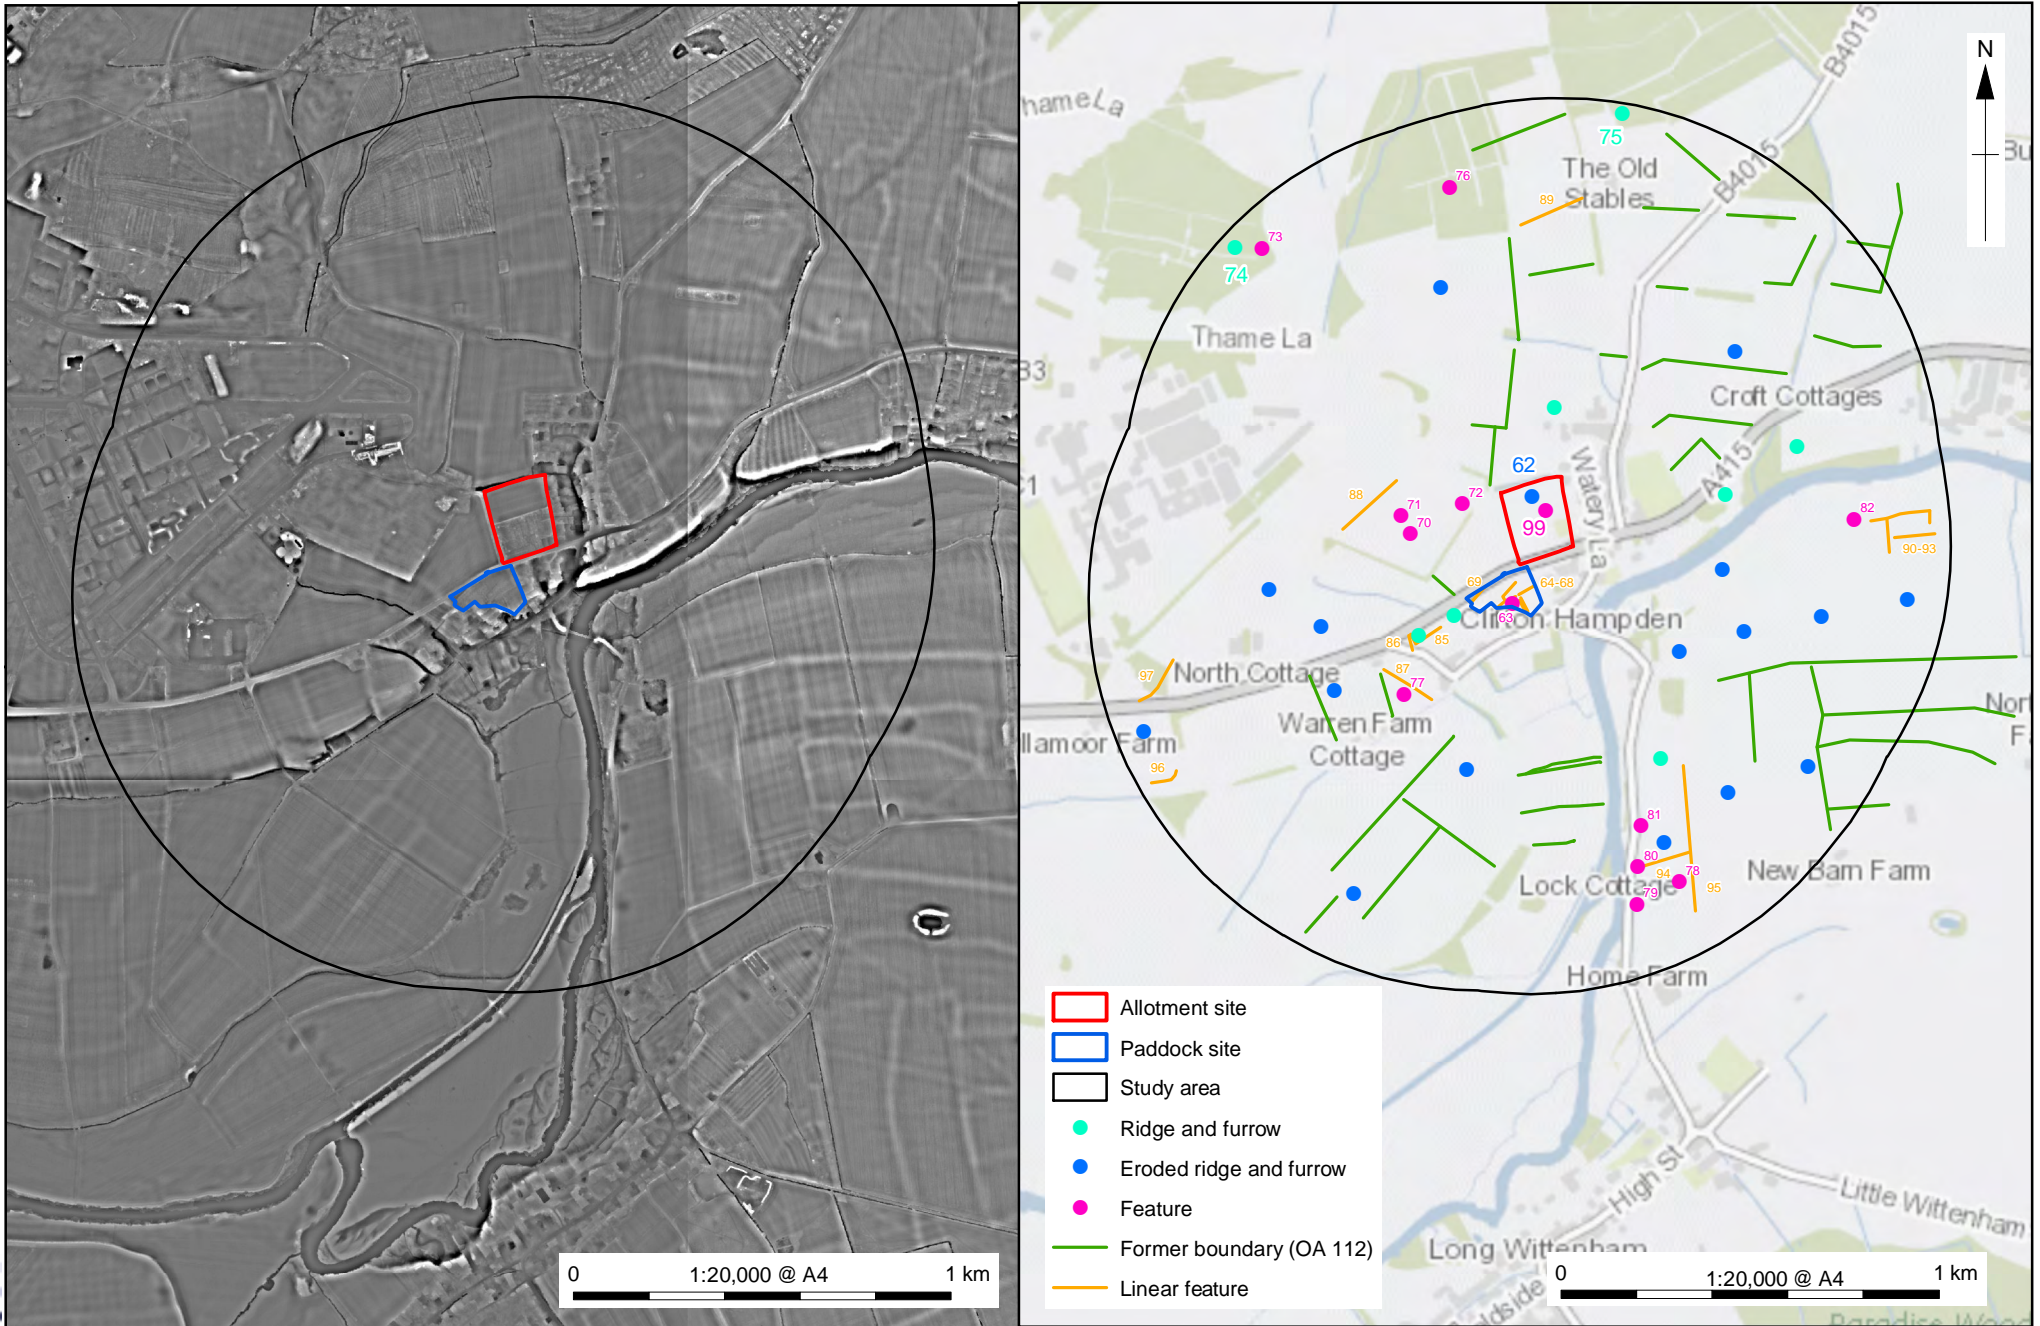 0
1:20,000 @ A4
1 km
N
B4015
Thame La
75
The Old
Stables
B4015
76
89
73
74
Thame La
Croft Cottages
A415
Watery La
62
99
88
71
70
72
82
90-93
69
64-68
63
Clifton Hampden
86
85
87
77
97
North Cottage
Warren Farm
Cottage
96
81
80
94
78
79
95
Lock Cottage
New Barn Farm
Home Farm
High St
Little Wittenham
Long Wittenham
Allotment site
Paddock site
Study area
Ridge and furrow
Eroded ridge and furrow
Feature
Former boundary (OA 112)
Linear feature
0
1:20,000 @ A4
1 km